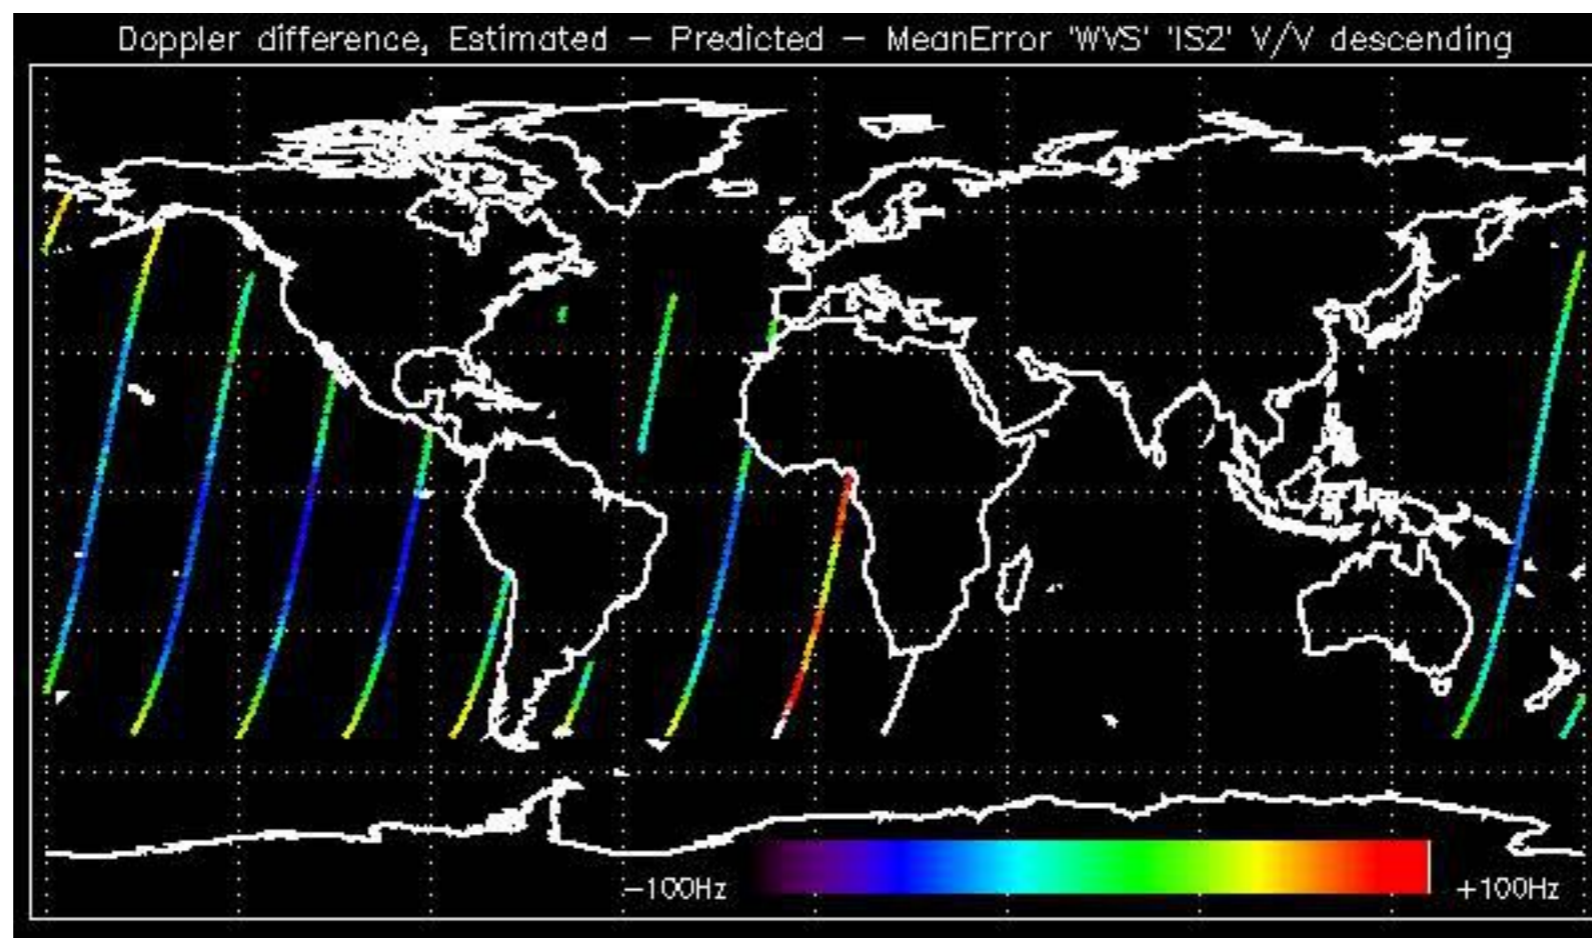 Doppler difference, Estimated – Predicted – MeanError 'WVS' 'IS2' V/V descending
–100Hz +100Hz